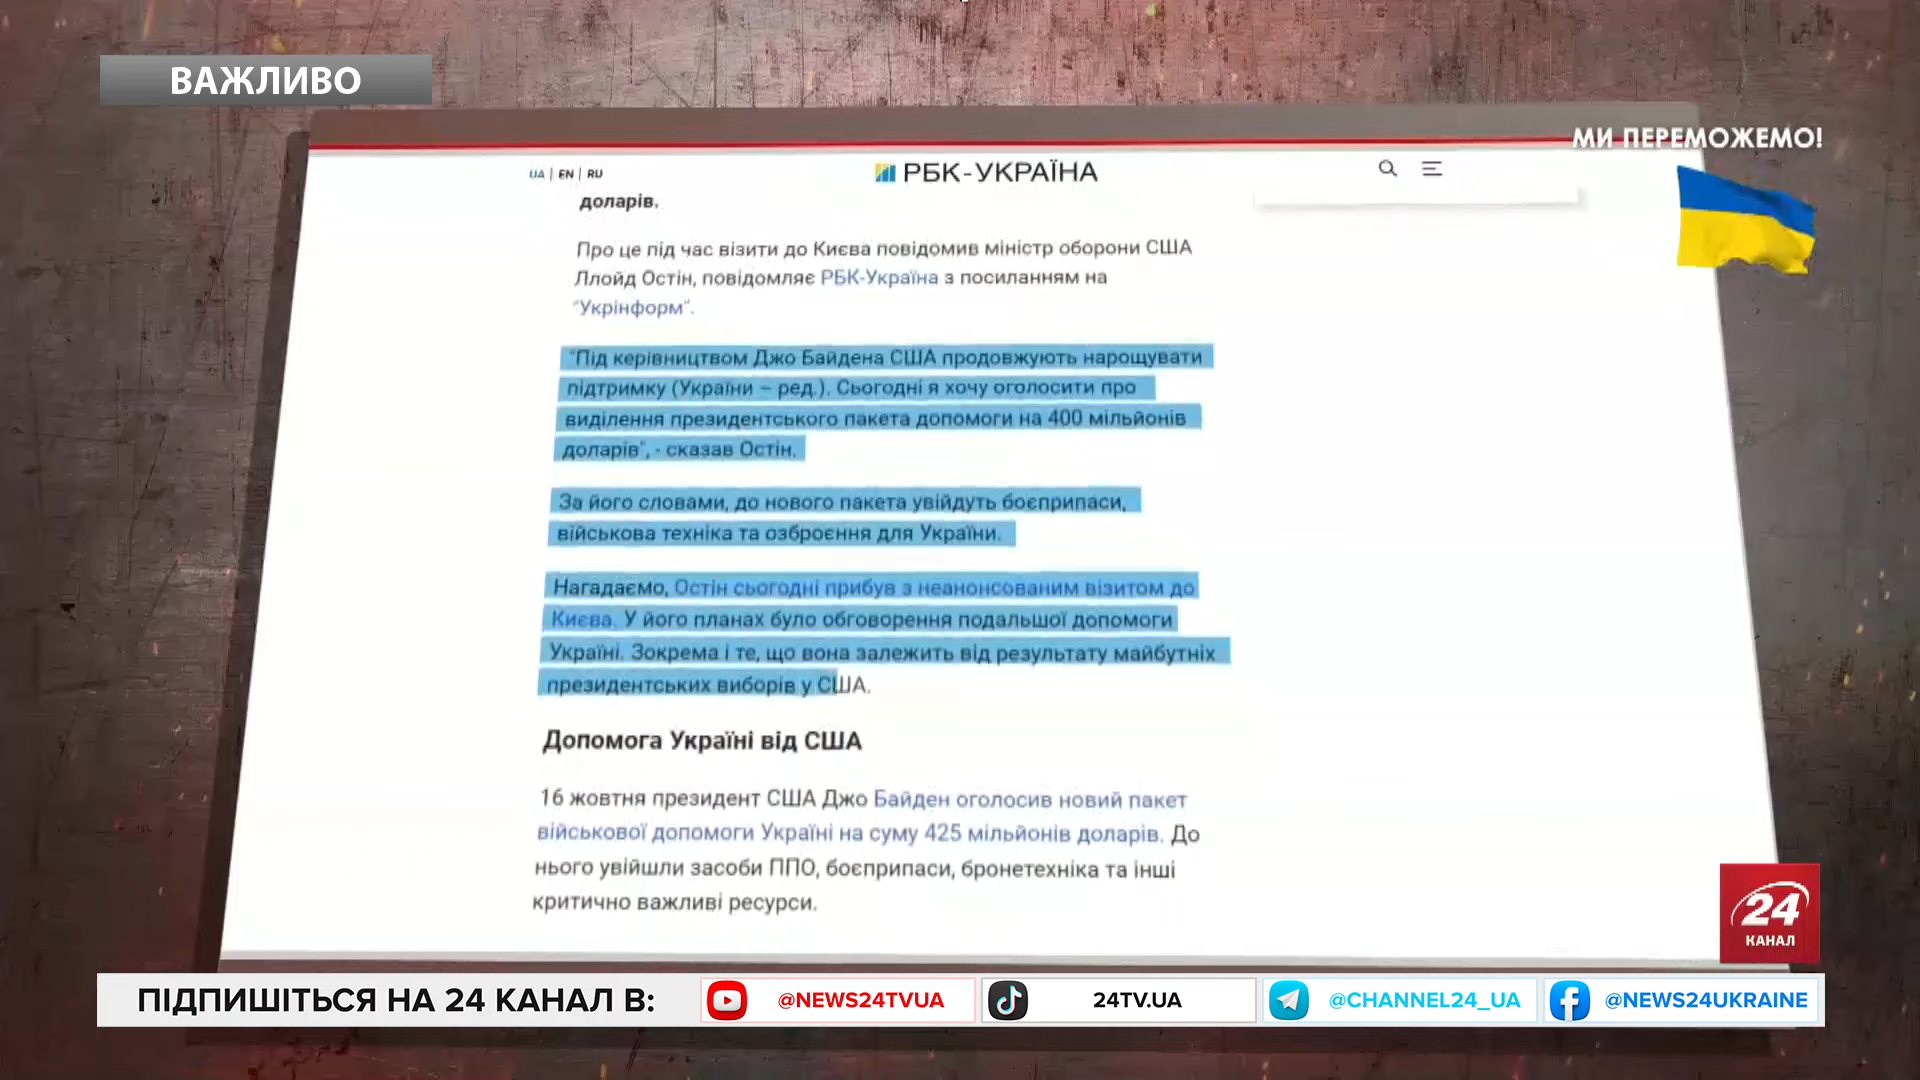 ВАЖЛИВО
МИ ПЕРЕМОЖЕМО!
UA | EN | RU
РБК-УКРАЇНА
доларів.
Про це під час візити до Києва повідомив міністр оборони США
Ллойд Остін, повідомляє РБК-Україна з посиланням на
"Укрінформ".
"Під керівництвом Джо Байдена США продовжують нарощувати
підтримку (України – ред.). Сьогодні я хочу оголосити про
виділення президентського пакета допомоги на 400 мільйонів
доларів", - сказав Остін.
За його словами, до нового пакета увійдуть боєприпаси,
військова техніка та озброєння для України.
Нагадаємо, Остін сьогодні прибув з неанонсованим візитом до
Києва. У його планах було обговорення подальшої допомоги
Україні. Зокрема і те, що вона залежить від результату майбутніх
президентських виборів у США.
Допомога Україні від США
16 жовтня президент США Джо Байден оголосив новий пакет
військової допомоги Україні на суму 425 мільйонів доларів. До
нього увійшли засоби ППО, боєприпаси, бронетехніка та інші
критично важливі ресурси.
24
КАНАЛ
ПІДПИШІТЬСЯ НА 24 КАНАЛ В:
@NEWS24TVUA
24TV.UA
@CHANNEL24_UA
@NEWS24UKRAINE